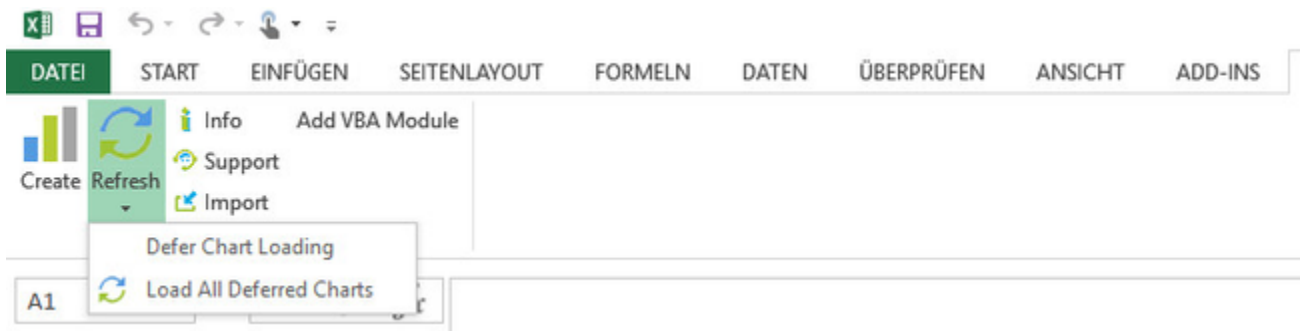 DATEI START EINFÜGEN SEITENLAYOUT FORMELN DATEN ÜBERPRÜFEN ANSICHT ADD-INS
Info Add VBA Module
Support
Create Refresh
Import
Defer Chart Loading
Load All Deferred Charts
A1